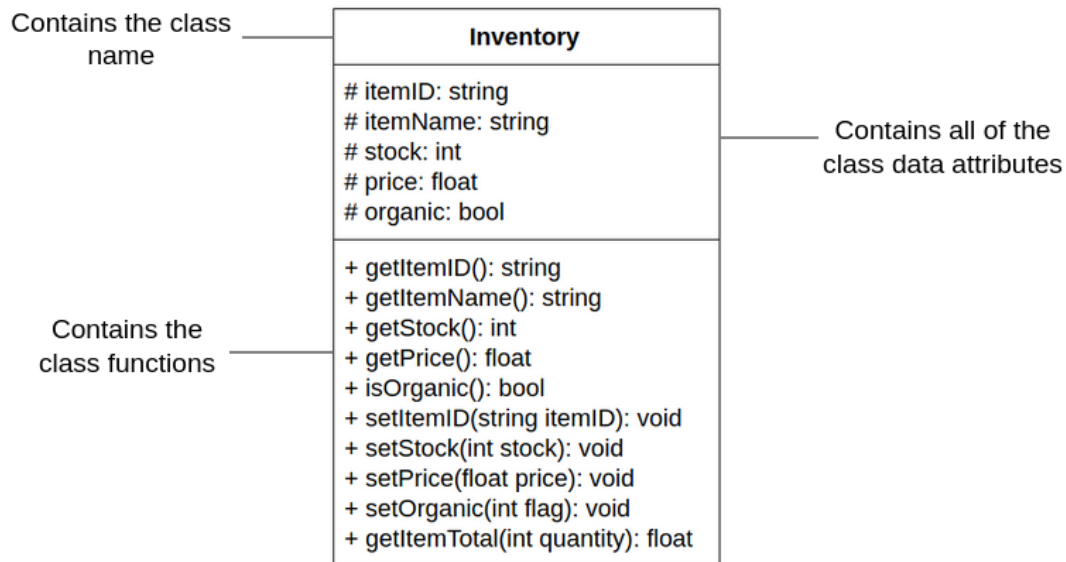 Contains the class
name
Inventory
# itemID: string
# itemName: string
# stock: int
# price: float
# organic: bool
Contains all of the
class data attributes
+ getItemID(): string
+ getItemName(): string
+ getStock(): int
+ getPrice(): float
+ isOrganic(): bool
+ setItemID(string itemID): void
+ setStock(int stock): void
+ setPrice(float price): void
+ setOrganic(int flag): void
+ getItemTotal(int quantity): float
Contains the
class functions